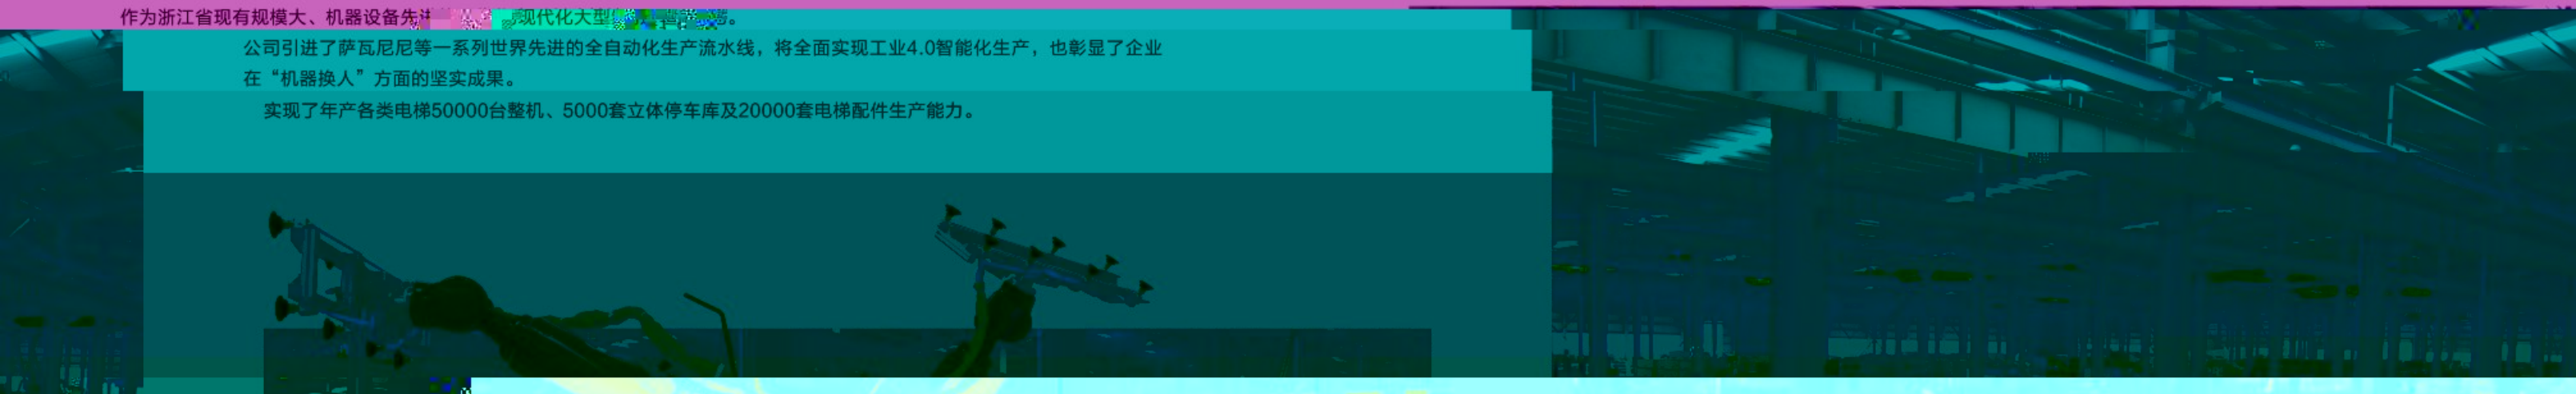 作为浙江省现有规模大、机器设备先进 现代化大型
公司引进了萨瓦尼尼等一系列世界先进的全自动化生产流水线，将全面实现工业4.0智能化生产，也彰显了企业
在“机器换人”方面的坚实成果。
实现了年产各类电梯50000台整机、5000套立体停车库及20000套电梯配件生产能力。